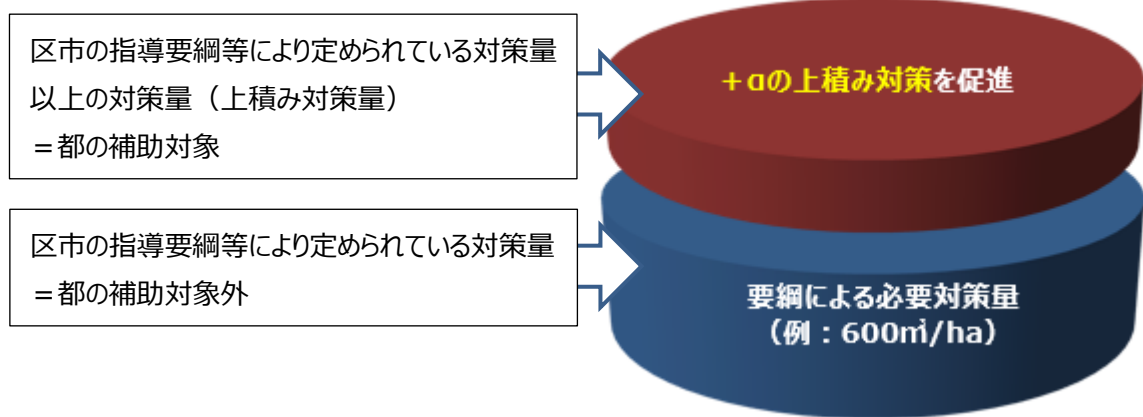 区市の指導要綱等により定められている対策量
以上の対策量（上積み対策量）
＝都の補助対象
+αの上積み対策を促進
区市の指導要綱等により定められている対策量
＝都の補助対象外
要綱による必要対策量
（例：600㎥/ha）